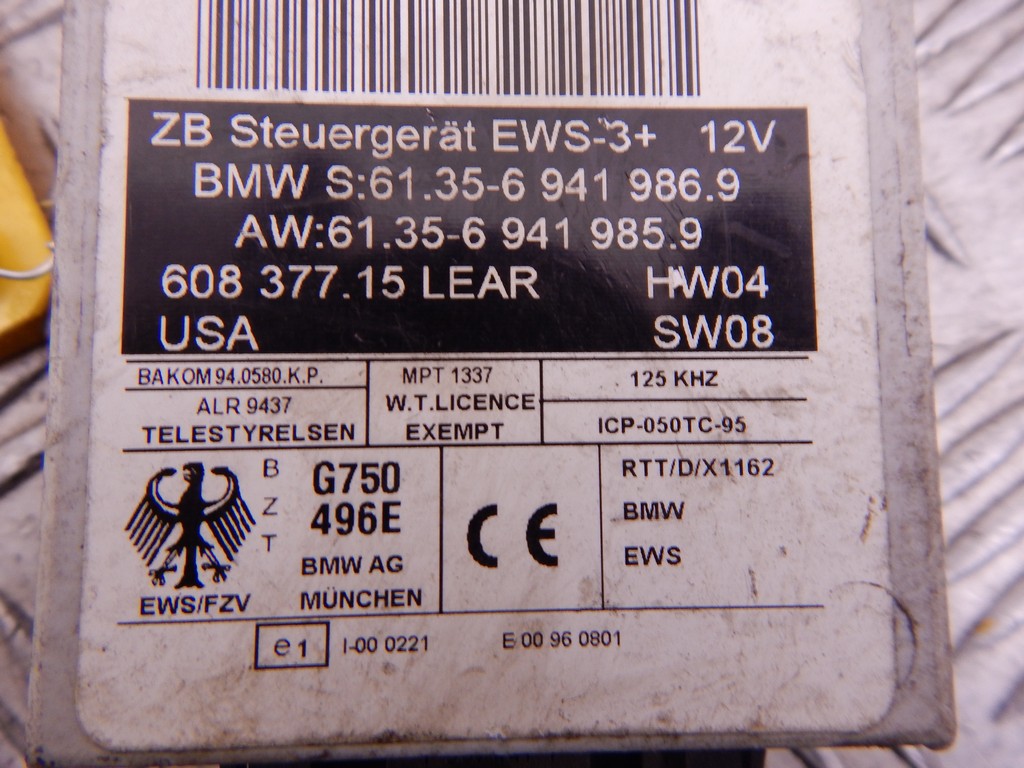 ZB Steuergerät EWS-3+ 12V
BMW S:61.35-6 941 986.9
AW:61.35-6 941 985.9
608 377.15 LEAR HW04
USA SW08
BAKOM 94.0580.K.P.
ALR 9437
TELESTYRELSEN
MPT 1337
W.T.LICENCE
EXEMPT
125 KHZ
ICP-050TC-95
B
Z
T
EWS/FZV
G750
496E
BMW AG
MÜNCHEN
CE
RTT/D/X1162
BMW
EWS
e1 I-00 0221 E 00 96 0801